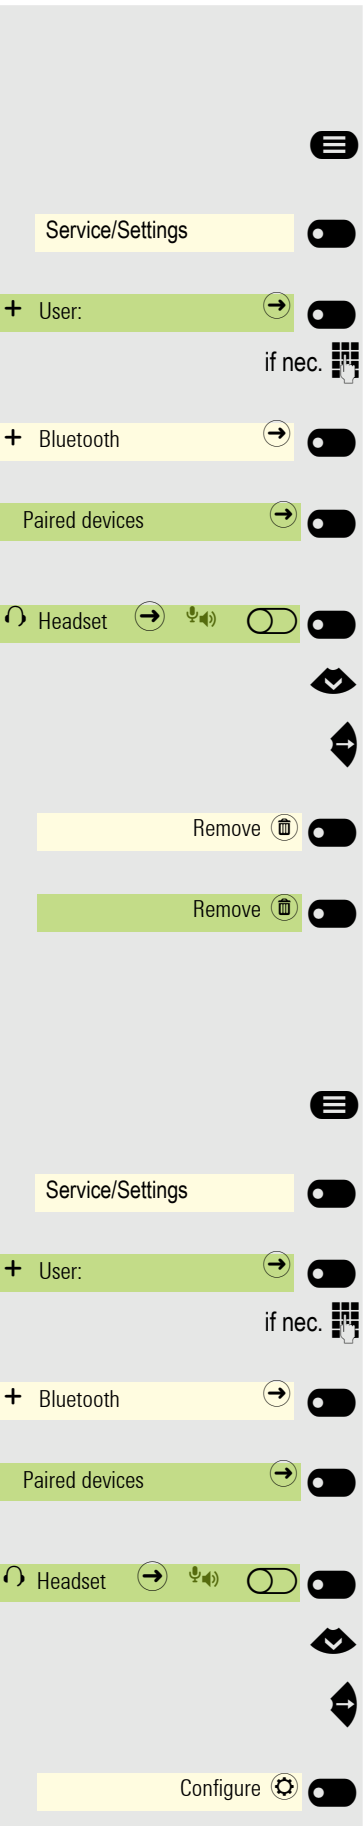 Service/Settings
+ User:
if nec.
+ Bluetooth
Paired devices
Headset
Remove
Remove
Service/Settings
+ User:
if nec.
+ Bluetooth
Paired devices
Headset
Configure